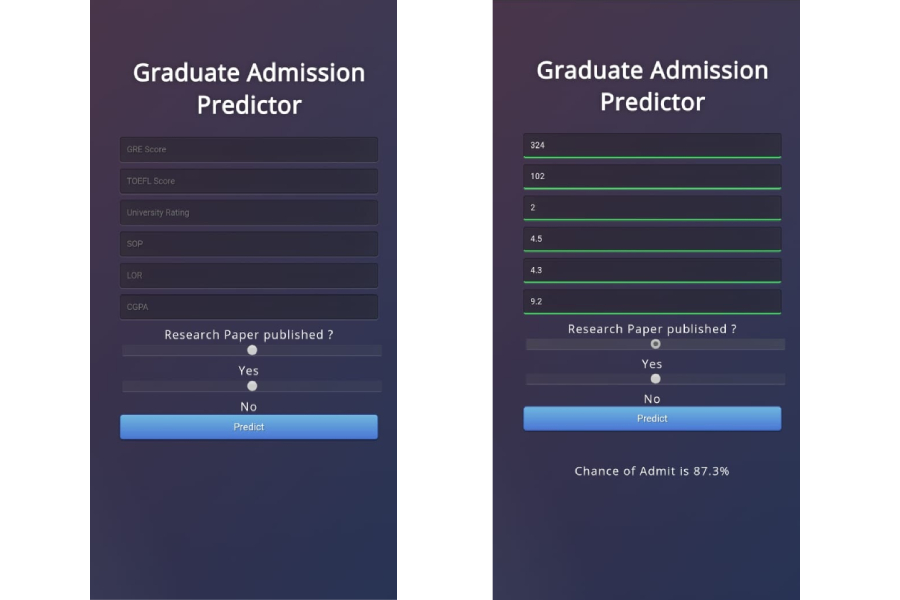 Graduate Admission
Predictor
GRE Score
TOEFL Score
University Rating
SOP
LOR
CGPA
Research Paper published ?
Yes
No
Predict
Graduate Admission
Predictor
324
102
2
4.5
4.3
9.2
Research Paper published ?
Yes
No
Predict
Chance of Admit is 87.3%